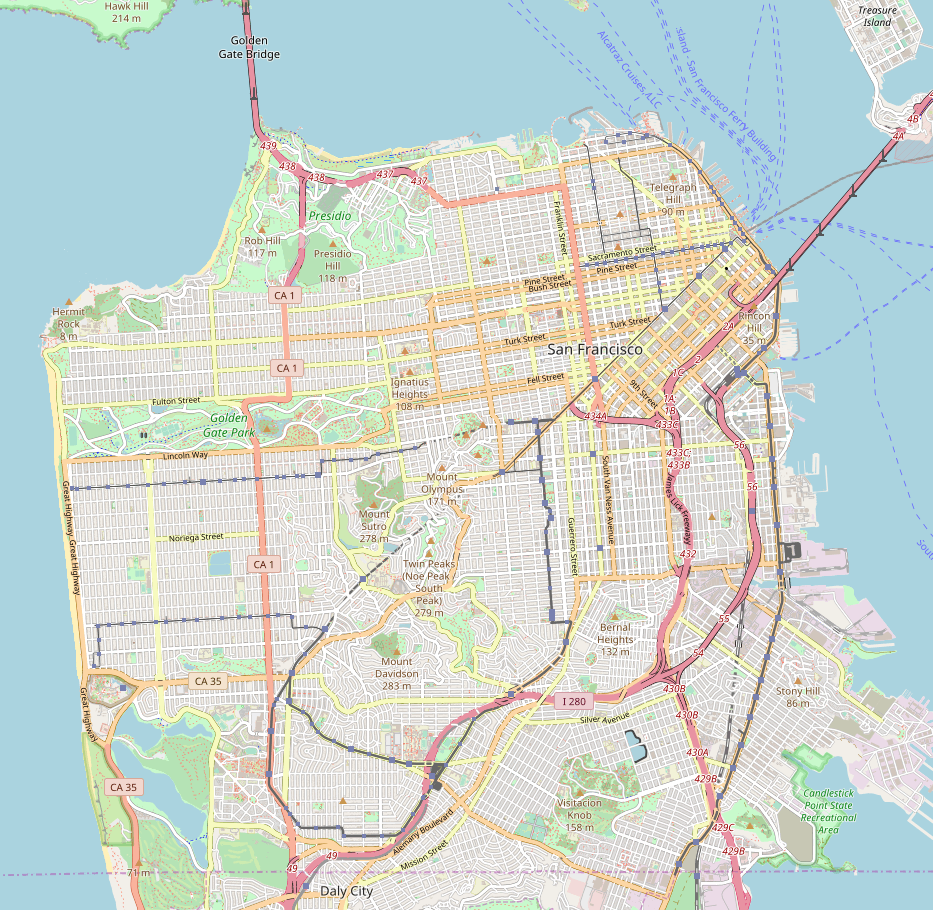 Hawk Hill
214 m
Treasure
Island
Golden
Gate Bridge
Alcatraz Cruises, LLC
sland - San Francisco Ferry Building
4B
4A
439
438
438
437
437
Presidio
Telegraph
Hill
90 m
Franklin Street
Rob Hill
117 m
Presidio
Hill
118 m
Sacramento Street
Pine Street
Pine Street
Bush Street
CA 1
Hermit
Rock
8 m
Rincon
Hill
35 m
2A
Turk Street
Turk Street
San Francisco
2
CA 1
1C
Ignatius
Heights
108 m
Fell Street
9th Street
1A
1B
Fulton Street
Golden
Gate Park
434A
433C
56
Lincoln Way
433C;
433B
Great Highway
Great Highway
Mount
Olympus
171 m
South Van Ness Avenue
James Lick Freeway
56
Mount
Sutro
278 m
Guerrero Street
Noriega Street
Sout
432
CA 1
Twin Peaks
(Noe Peak
South
Peak)
279 m
55
Bernal
Heights
132 m
54
Mount
Davidson
283 m
CA 35
430B
Stony Hill
86 m
Great Highway
I 280
Silver Avenue
430B
430A
429B
CA 35
Candlestick
Point State
Recreational
Area
Visitacion
Knob
158 m
Alemany Boulevard
429C
49
Mission Street
429B
49
71 m
Daly City